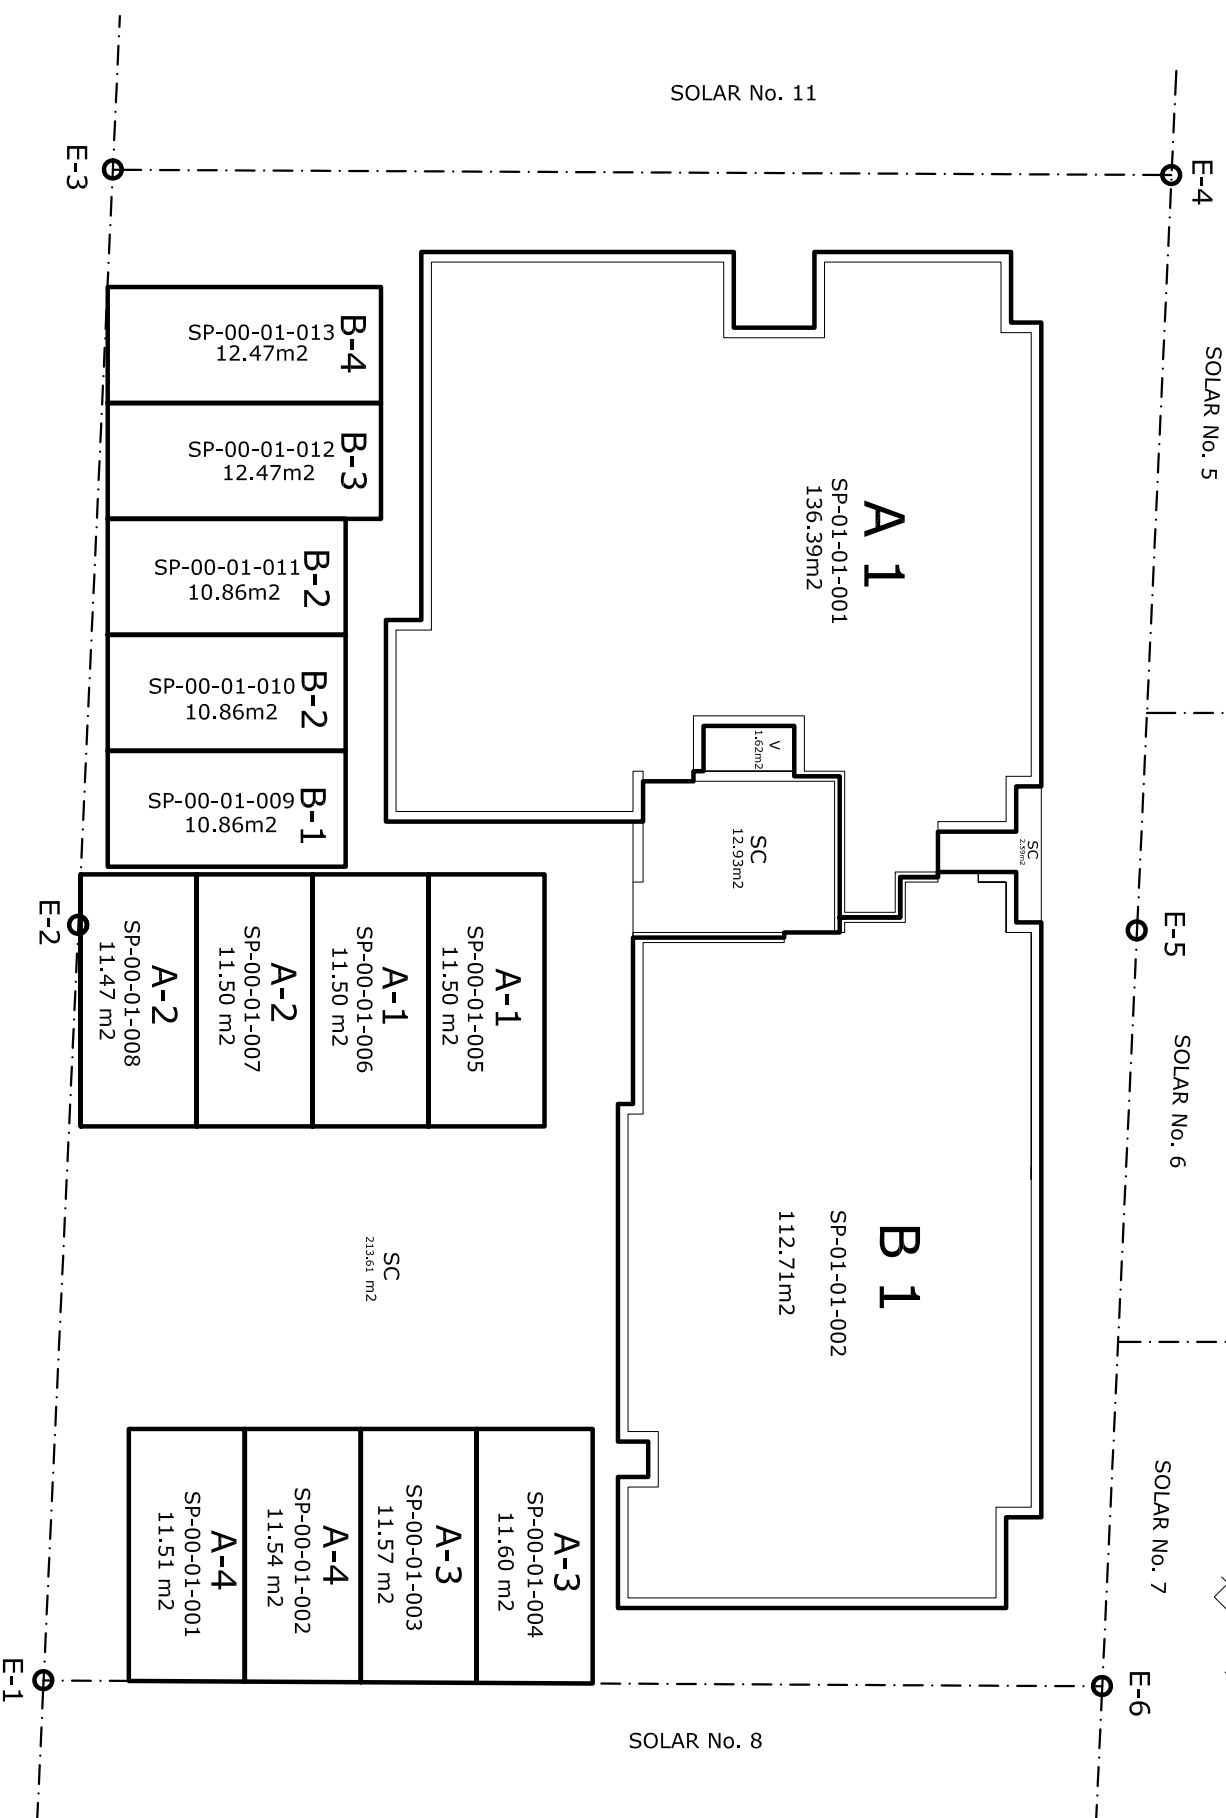 SOLAR No. 11
E-3
E-4
SOLAR No. 5
B-4
SP-00-01-013
12.47m2
B-3
SP-00-01-012
12.47m2
B-2
SP-00-01-011
10.86m2
B-2
SP-00-01-010
10.86m2
B-1
SP-00-01-009
10.86m2
A 1
SP-01-01-001
136.39m2
V
1.62m2
SC
12.93m2
SC
2.59m2
E-2
E-5
SOLAR No. 6
A-2
SP-00-01-008
11.47 m2
A-2
SP-00-01-007
11.50 m2
A-1
SP-00-01-006
11.50 m2
A-1
SP-00-01-005
11.50 m2
B 1
SP-01-01-002
112.71m2
SC
213.61 m2
A-4
SP-00-01-001
11.51 m2
A-4
SP-00-01-002
11.54 m2
A-3
SP-00-01-003
11.57 m2
A-3
SP-00-01-004
11.60 m2
SOLAR No. 7
E-1
E-6
SOLAR No. 8